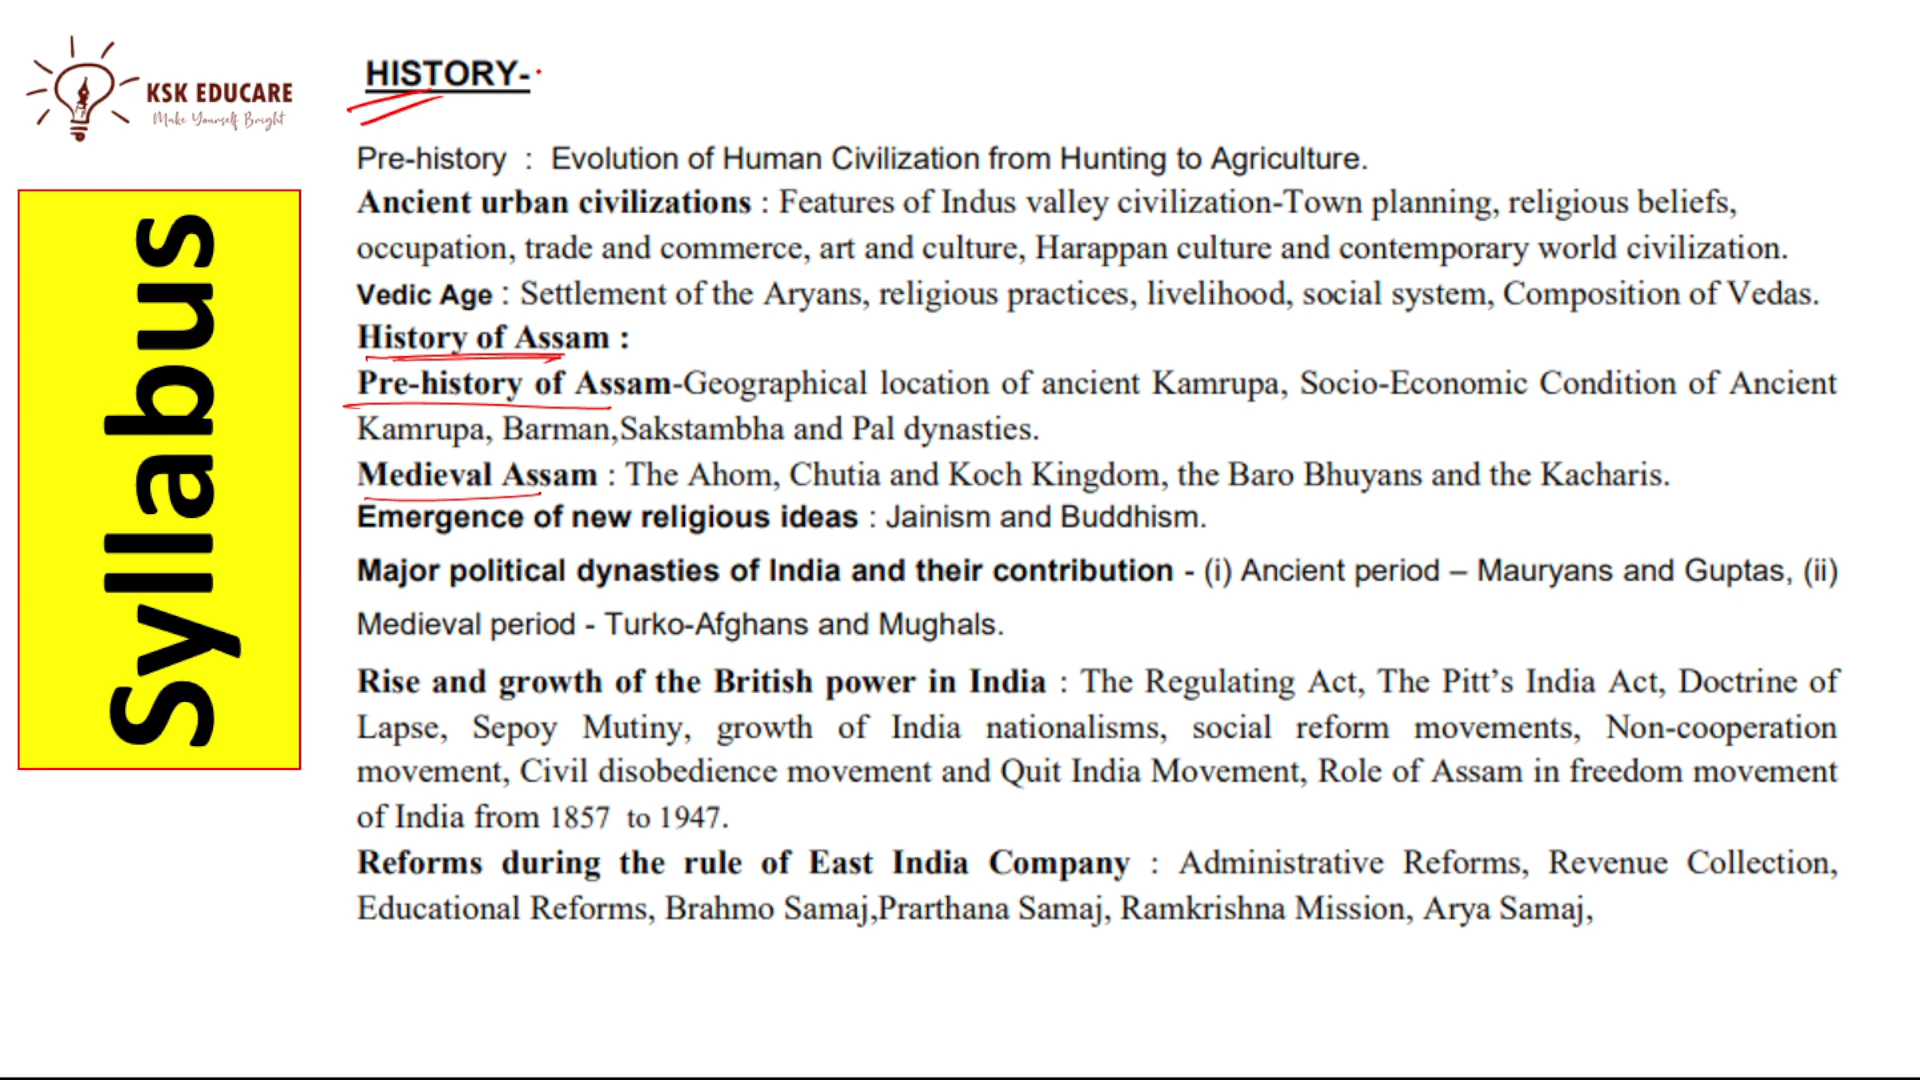 KSK EDUCARE
Make Yourself Bright
Syllabus
HISTORY-
Pre-history : Evolution of Human Civilization from Hunting to Agriculture.
Ancient urban civilizations : Features of Indus valley civilization-Town planning, religious beliefs,
occupation, trade and commerce, art and culture, Harappan culture and contemporary world civilization.
Vedic Age : Settlement of the Aryans, religious practices, livelihood, social system, Composition of Vedas.
History of Assam :
Pre-history of Assam-Geographical location of ancient Kamrupa, Socio-Economic Condition of Ancient
Kamrupa, Barman,Sakstambha and Pal dynasties.
Medieval Assam : The Ahom, Chutia and Koch Kingdom, the Baro Bhuyans and the Kacharis.
Emergence of new religious ideas : Jainism and Buddhism.
Major political dynasties of India and their contribution - (i) Ancient period – Mauryans and Guptas, (ii)
Medieval period - Turko-Afghans and Mughals.
Rise and growth of the British power in India : The Regulating Act, The Pitt’s India Act, Doctrine of
Lapse, Sepoy Mutiny, growth of India nationalisms, social reform movements, Non-cooperation
movement, Civil disobedience movement and Quit India Movement, Role of Assam in freedom movement
of India from 1857 to 1947.
Reforms during the rule of East India Company : Administrative Reforms, Revenue Collection,
Educational Reforms, Brahmo Samaj,Prarthana Samaj, Ramkrishna Mission, Arya Samaj,